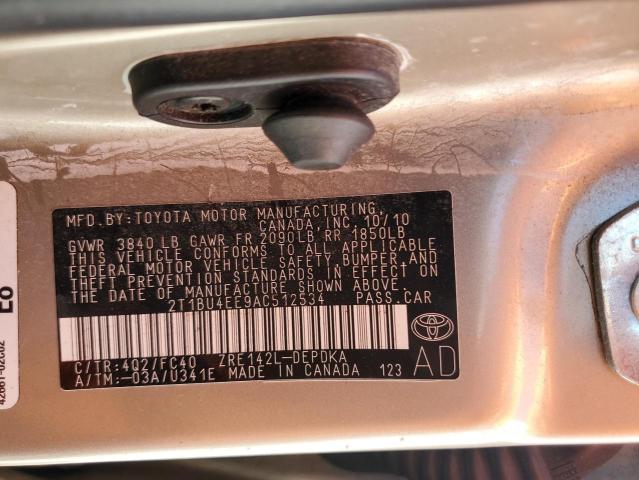 MFD.BY:TOYOTA MOTOR MANUFACTURING
CANADA,INC. 10/10
GVWR 3840 LB GAWR FR 2090LB RR 1850LB
THIS VEHICLE CONFORMS TO ALL APPLICABLE
FEDERAL MOTOR VEHICLE SAFETY, BUMPER, AND
THEFT PREVENTION STANDARDS IN EFFECT ON
THE DATE OF MANUFACTURE SHOWN ABOVE.
2T1BU4EE9AC512534 PASS.CAR
C/TR:4Q2/FC40 ZRE142L-DEPDKA
A/TM:-03A/U341E MADE IN CANADA 123
AD
E8